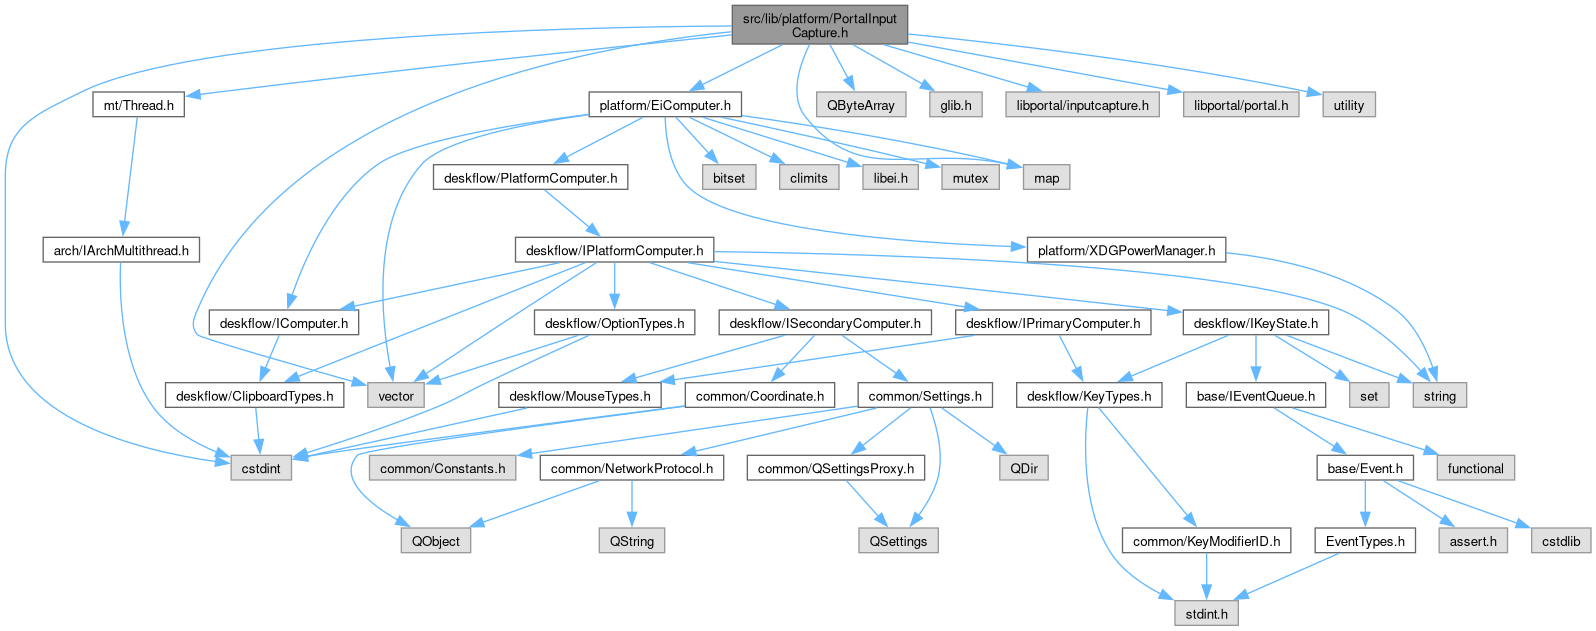 src/lib/platform/PortalInput
Capture.h
mt/Thread.h
platform/EiComputer.h
QByteArray
glib.h
libportal/inputcapture.h
libportal/portal.h
utility
deskflow/PlatformComputer.h
bitset
climits
libei.h
mutex
map
arch/IArchMultithread.h
deskflow/IPlatformComputer.h
platform/XDGPowerManager.h
deskflow/IComputer.h
deskflow/OptionTypes.h
deskflow/ISecondaryComputer.h
deskflow/IPrimaryComputer.h
deskflow/IKeyState.h
deskflow/ClipboardTypes.h
vector
deskflow/MouseTypes.h
common/Coordinate.h
common/Settings.h
deskflow/KeyTypes.h
base/IEventQueue.h
set
string
cstdint
common/Constants.h
common/NetworkProtocol.h
common/QSettingsProxy.h
QDir
base/Event.h
functional
QObject
QString
QSettings
common/KeyModifierID.h
EventTypes.h
assert.h
cstdlib
stdint.h